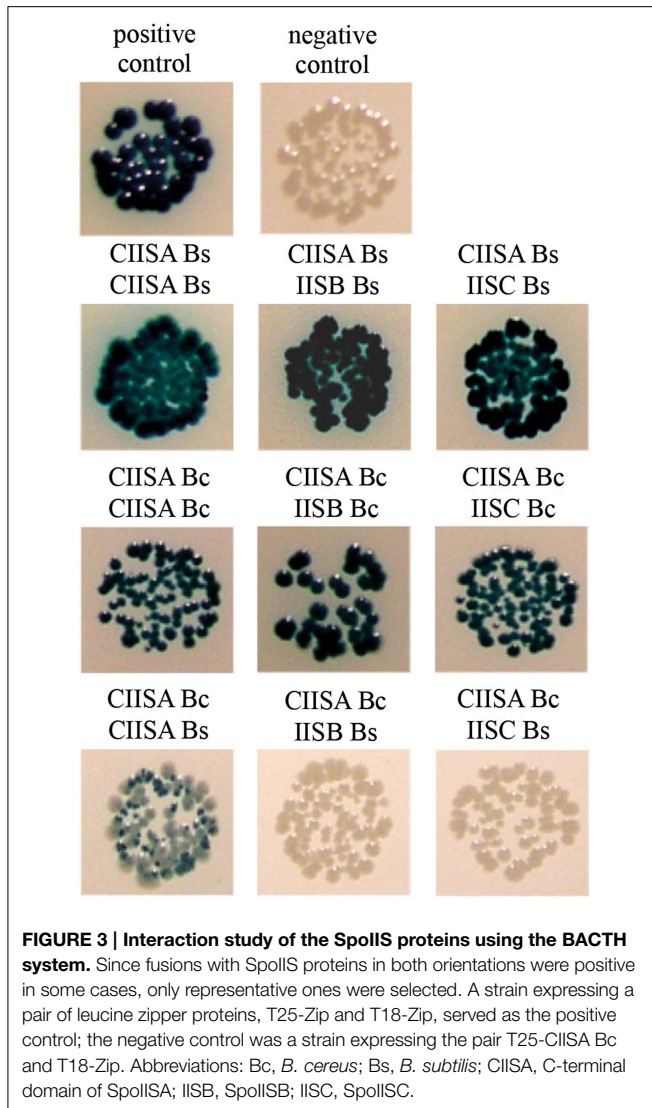 positive control
negative control
CIISA Bs
CIISA Bs
CIISA Bs
IISB Bs
CIISA Bs
IISC Bs
CIISA Bc
CIISA Bc
CIISA Bc
IISB Bc
CIISA Bc
IISC Bc
CIISA Bc
CIISA Bs
CIISA Bc
IISB Bs
CIISA Bc
IISC Bs
FIGURE 3 | Interaction study of the SpoIIS proteins using the BACTH
system. Since fusions with SpoIIS proteins in both orientations were positive
in some cases, only representative ones were selected. A strain expressing a
pair of leucine zipper proteins, T25-Zip and T18-Zip, served as the positive
control; the negative control was a strain expressing the pair T25-CIISA Bc
and T18-Zip. Abbreviations: Bc, B. cereus; Bs, B. subtilis; CIISA, C-terminal
domain of SpoIISA; IISB, SpoIISB; IISC, SpoIISC.